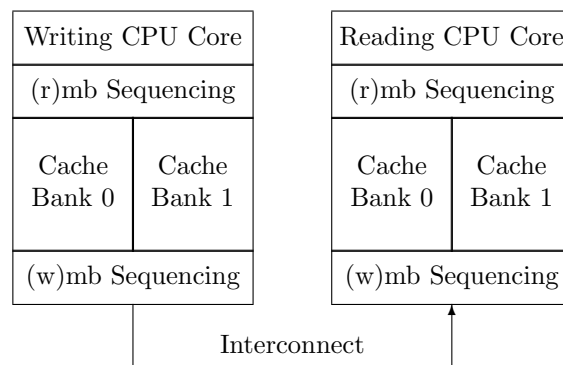 Writing CPU Core
(r)mb Sequencing
Cache
Bank 0
Cache
Bank 1
(w)mb Sequencing
Reading CPU Core
(r)mb Sequencing
Cache
Bank 0
Cache
Bank 1
(w)mb Sequencing
Interconnect